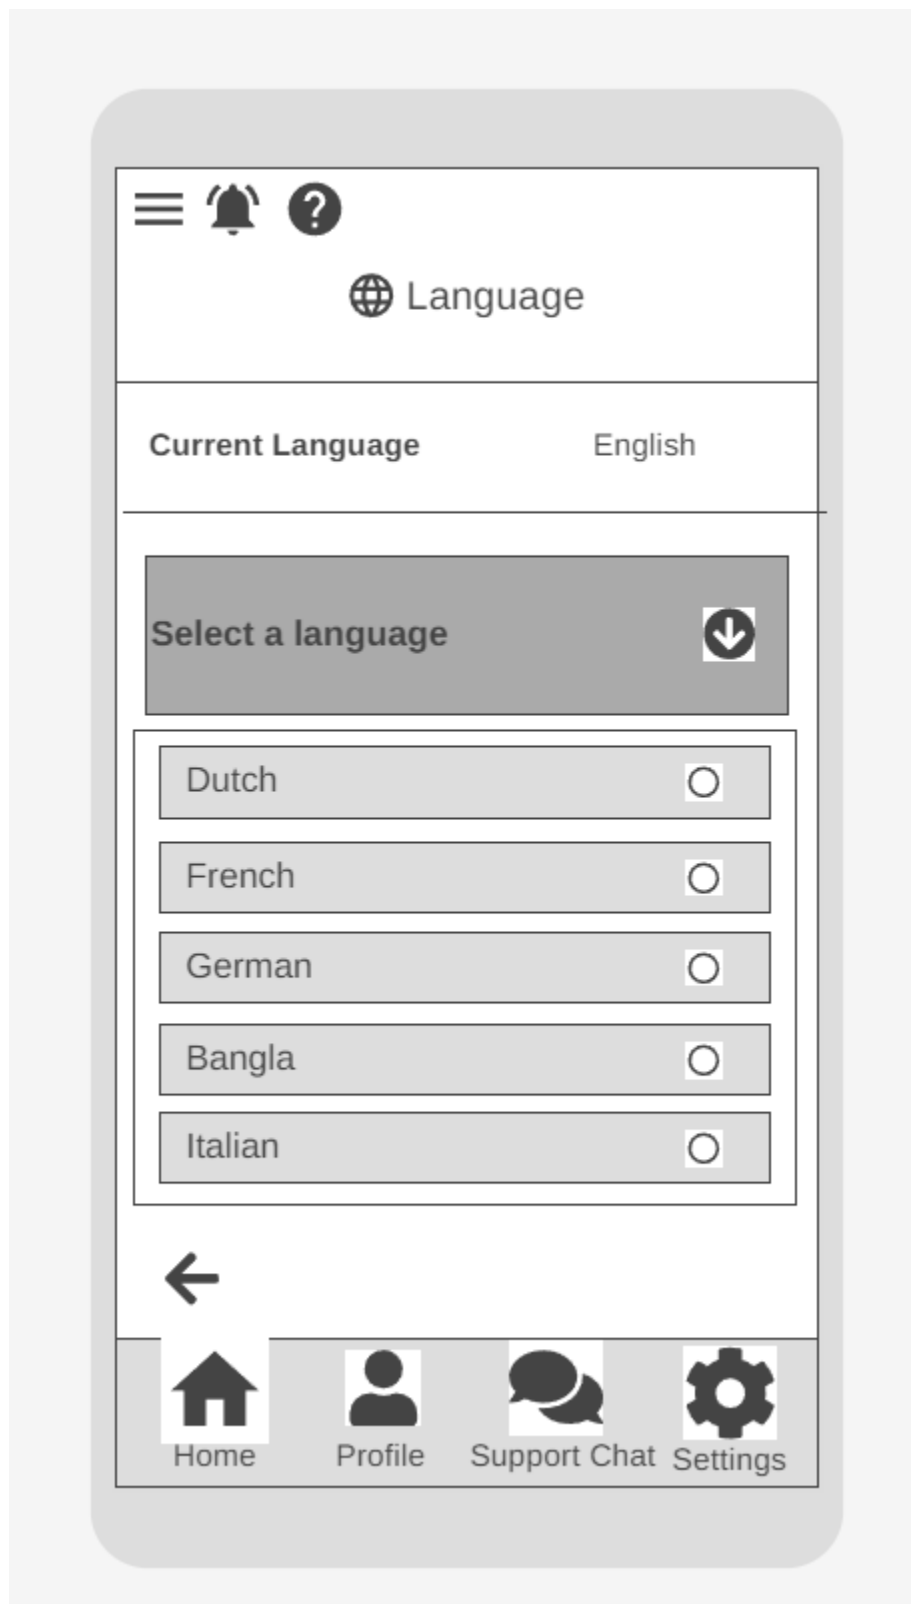 Language
Current Language English
Select a language
Dutch
French
German
Bangla
Italian
Home Profile Support Chat Settings